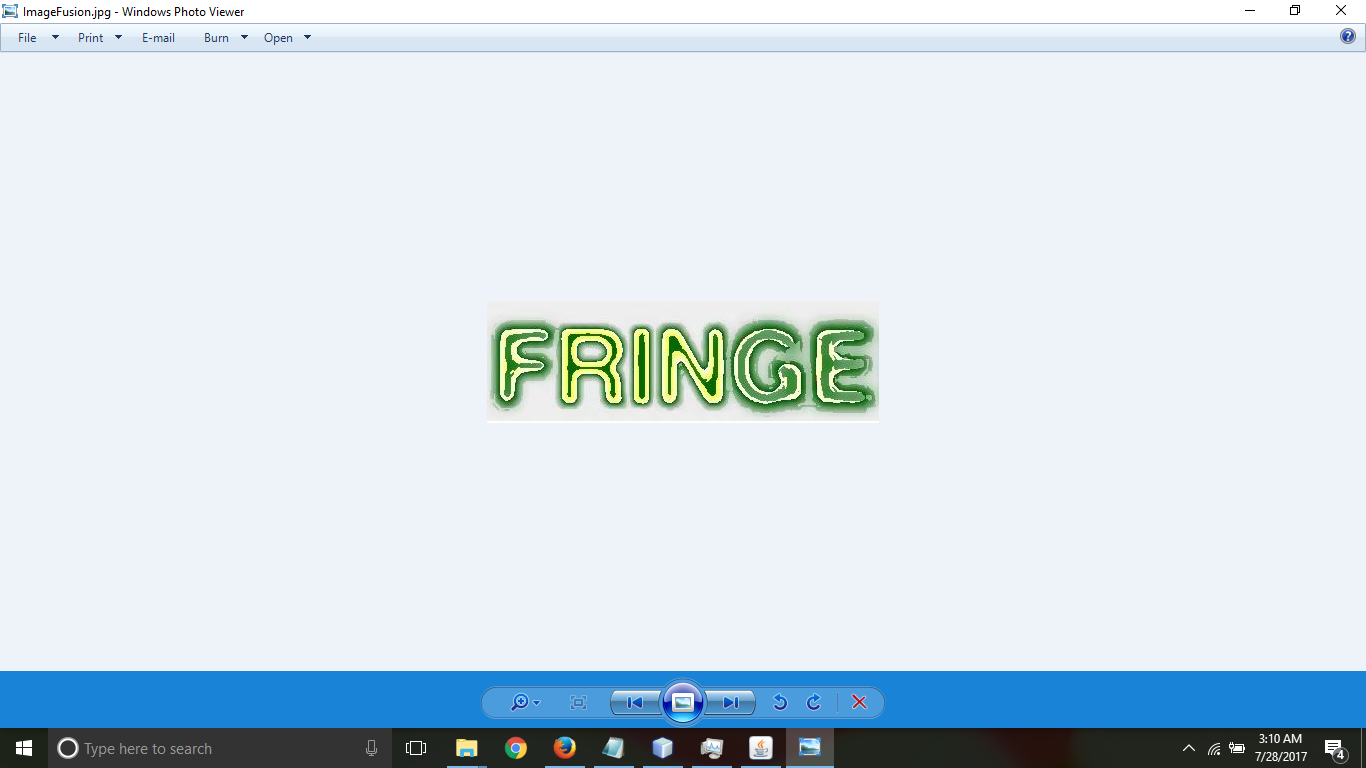 ImageFusion.jpg - Windows Photo Viewer
File Print E-mail Burn Open
FRINGE
Type here to search
3:10 AM
7/28/2017
4